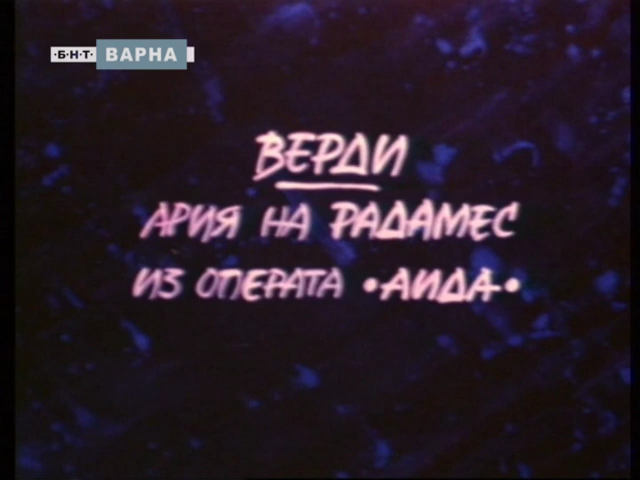 ·БНТ· ВАРНА
ВЕРДИ
АРИЯ НА РАДАМЕС
ИЗ ОПЕРАТА •АИДА•